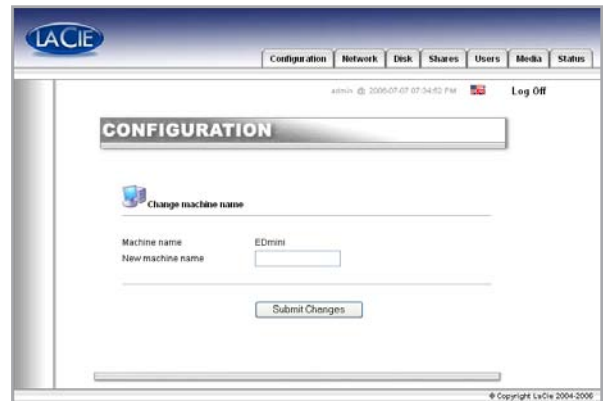 LACIE
Configuration Network Disk Shares Users Media Status
admin @ 2006-07-07 07:34:52 PM Log Off
CONFIGURATION
Change machine name
Machine name EDmini
New machine name
Submit Changes
Copyright LaCie 2004-2006